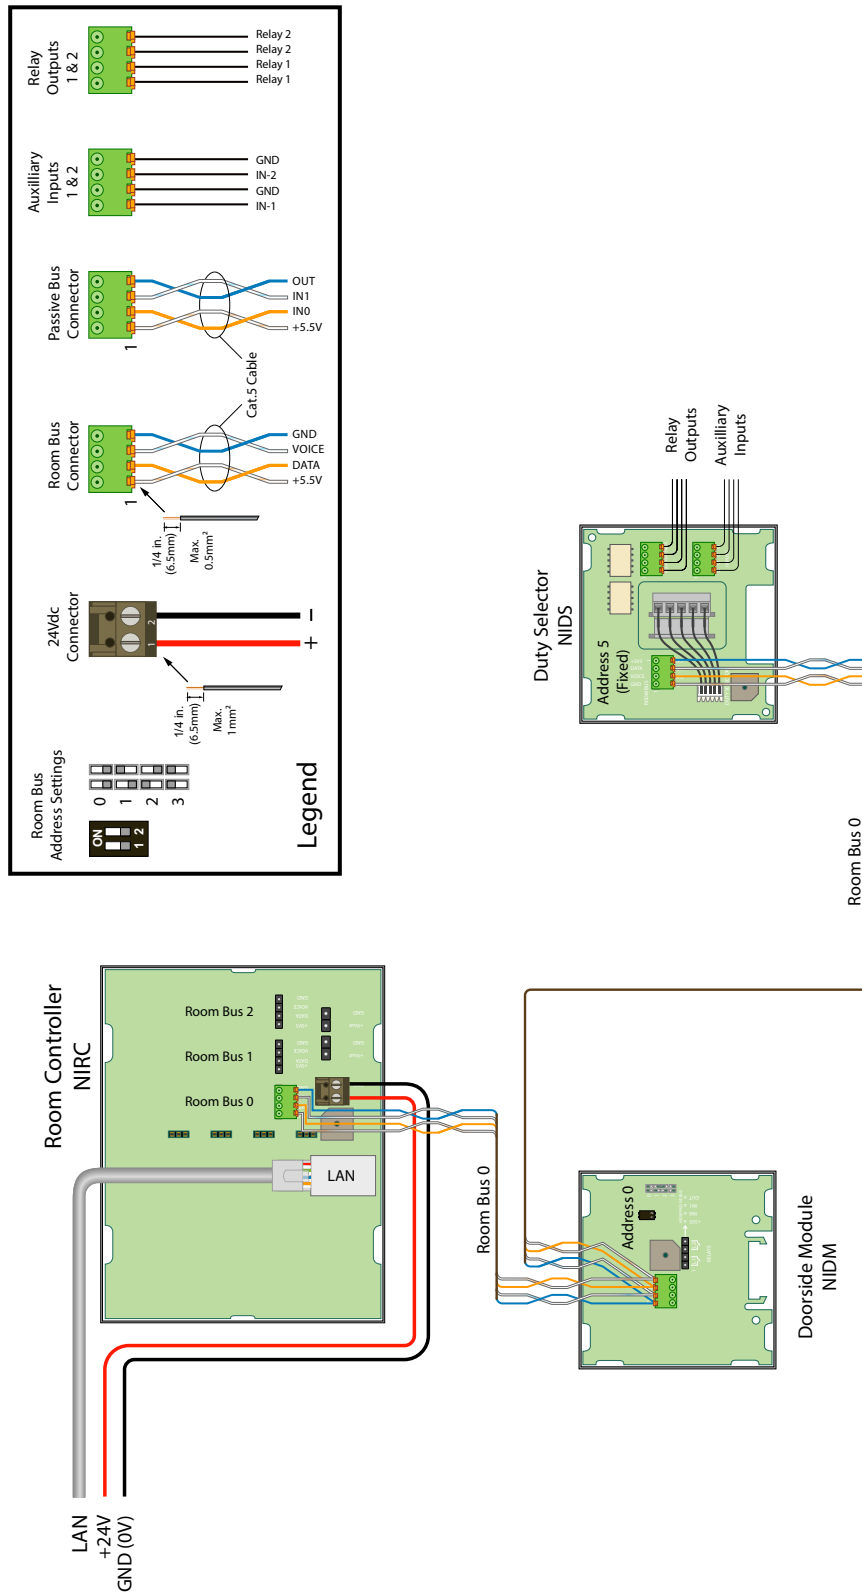 Relay
Outputs
1 & 2
Relay 2
Relay 2
Relay 1
Relay 1
Auxilliary
Inputs
1 & 2
GND
IN-2
GND
IN-1
Passive Bus
Connector
1
OUT
IN1
IN0
+5.5V
Cat.5 Cable
Room Bus
Connector
1
GND
VOICE
DATA
+5.5V
1/4 in.
(6.5mm)
Max.
0.5mm²
24Vdc
Connector
1
2
+
–
1/4 in.
(6.5mm)
Max.
1mm²
Room Bus
Address Settings
ON
1 2
0
1
2
3
Legend
Duty Selector
NIDS
Address 5
(Fixed)
Relay
Outputs
Auxilliary
Inputs
Room Bus 0
Room Controller
NIRC
Room Bus 2
Room Bus 1
Room Bus 0
LAN
LAN
+24V
GND (0V)
Room Bus 0
Address 0
Doorside Module
NIDM